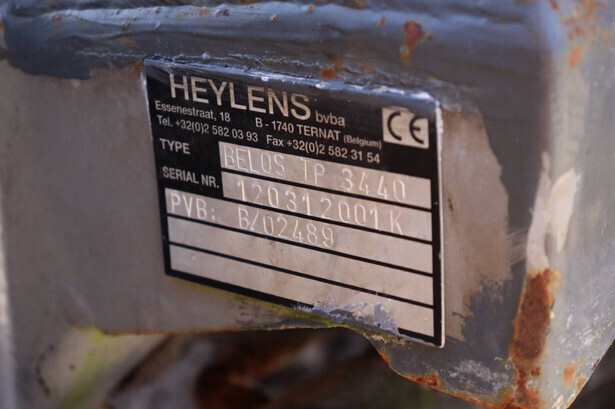 HEYLENS bvba
Essenestraat, 18 B - 1740 TERNAT (Belgium)
Tel. +32(0)2 582 03 93 Fax +32(0)2 582 31 54
CE
TYPE BELOS TP 3440
SERIAL NR. 120312001K
PVB: B/02489